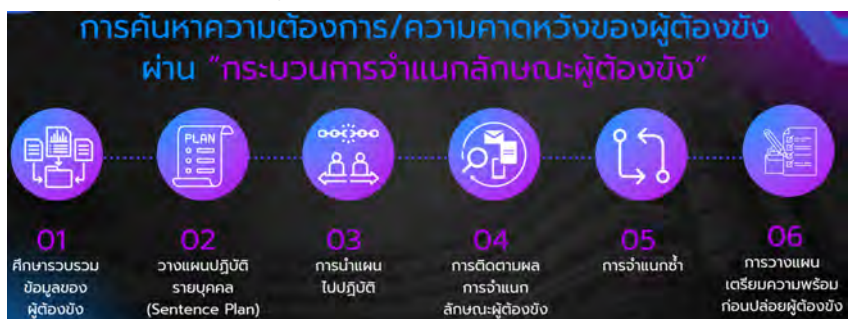 การค้นหาความต้องการ/ความคาดหวังของผู้ต้องขัง
ผ่าน “กระบวนการจำแนกลักษณะผู้ต้องขัง”
PLAN
01
ศึกษารวบรวม
ข้อมูลของ
ผู้ต้องขัง
02
วางแผนปฏิบัติ
รายบุคคล
(Sentence Plan)
03
การนำแผน
ไปปฏิบัติ
04
การติดตามผล
การจำแนก
ลักษณะผู้ต้องขัง
05
การจำแนกซ้ำ
06
การวางแผน
เตรียมความพร้อม
ก่อนปล่อยผู้ต้องขัง